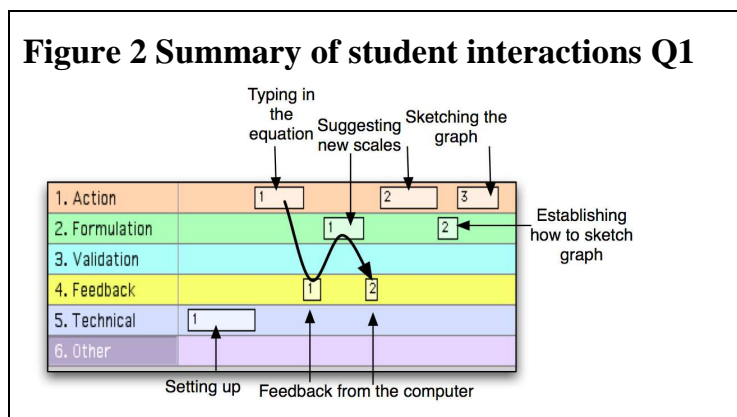 Figure 2 Summary of student interactions Q1
Typing in
the
equation
Suggesting
new scales
Sketching the
graph
1. Action
1
2
3
2. Formulation
1
2
Establishing
how to sketch
graph
3. Validation
4. Feedback
1
2
5. Technical
1
6. Other
Setting up
Feedback from the computer